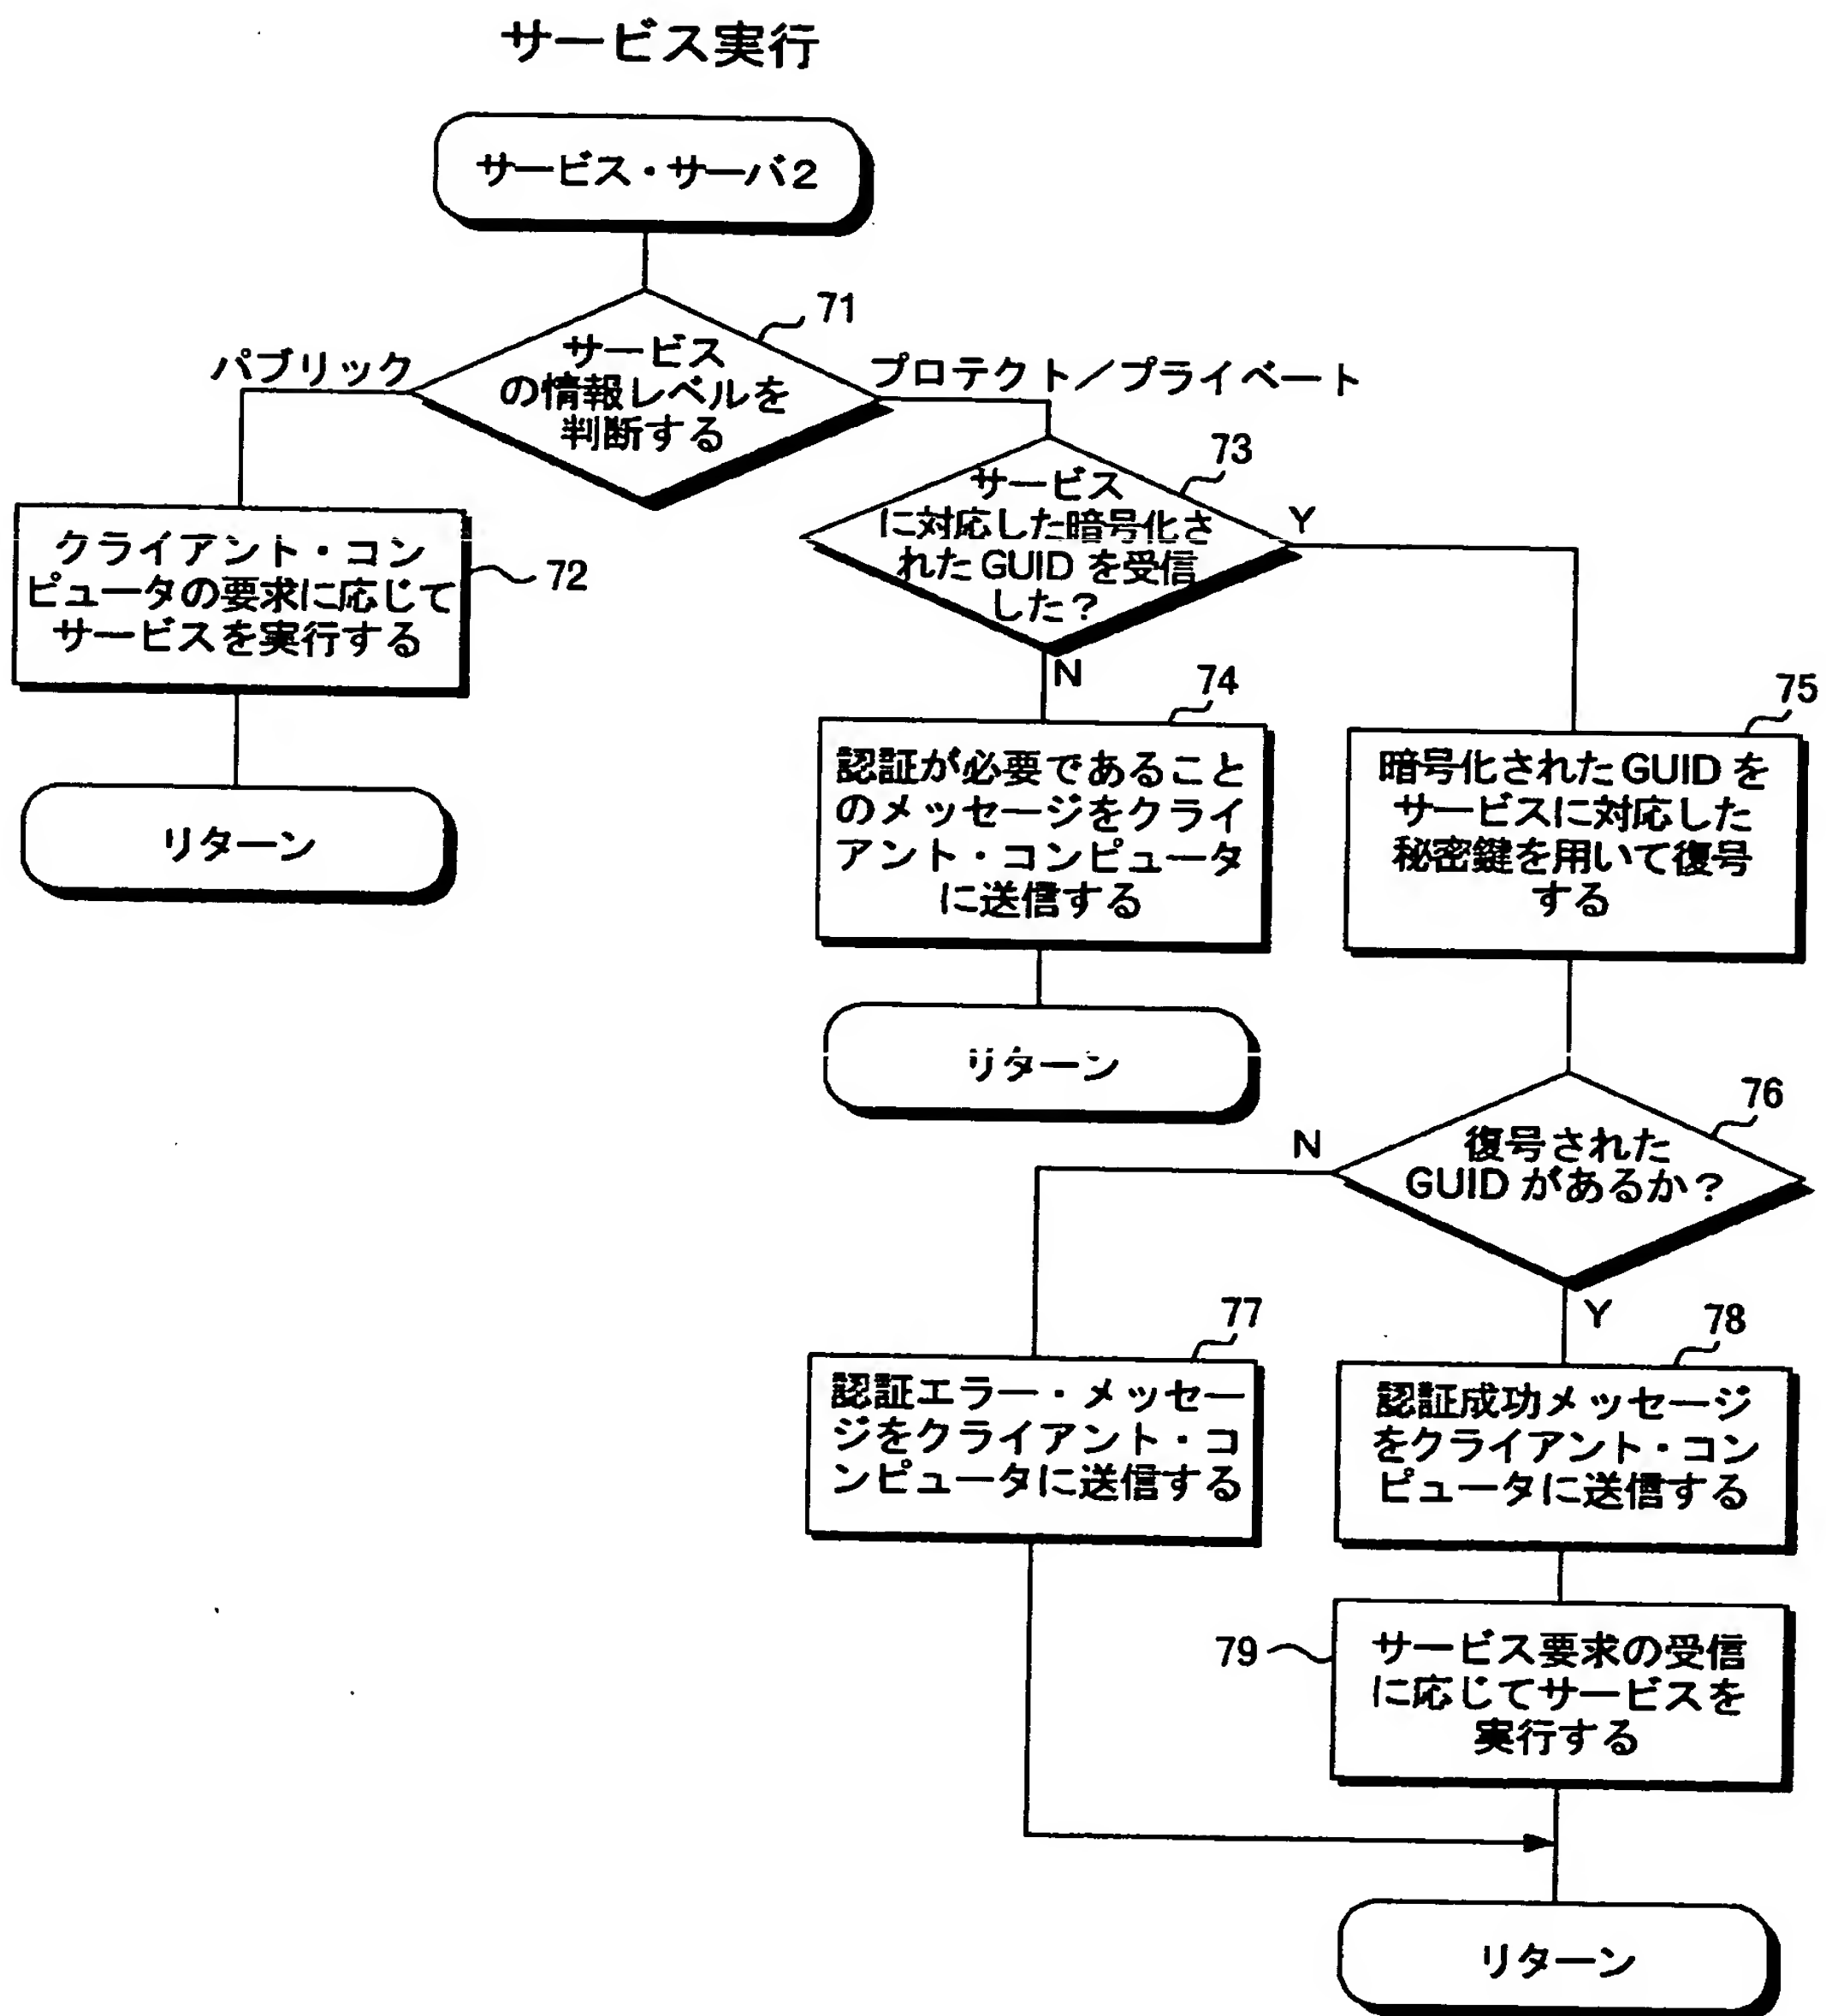 サービス実行
サービス・サーバ2
71
サービス
の情報レベルを
判断する
パブリック
プロテクト／プライベート
クライアント・コン
ピュータの要求に応じて
サービスを実行する
72
リターン
73
サービス
に対応した暗号化さ
れたGUIDを受信
した？
Y
N
74
認証が必要であること
のメッセージをクライ
アント・コンピュータ
に送信する
リターン
75
暗号化されたGUIDを
サービスに対応した
秘密鍵を用いて復号
する
76
復号された
GUIDがあるか？
N
Y
77
認証エラー・メッセー
ジをクライアント・コ
ンピュータに送信する
78
認証成功メッセージ
をクライアント・コン
ピュータに送信する
79
サービス要求の受信
に応じてサービスを
実行する
リターン